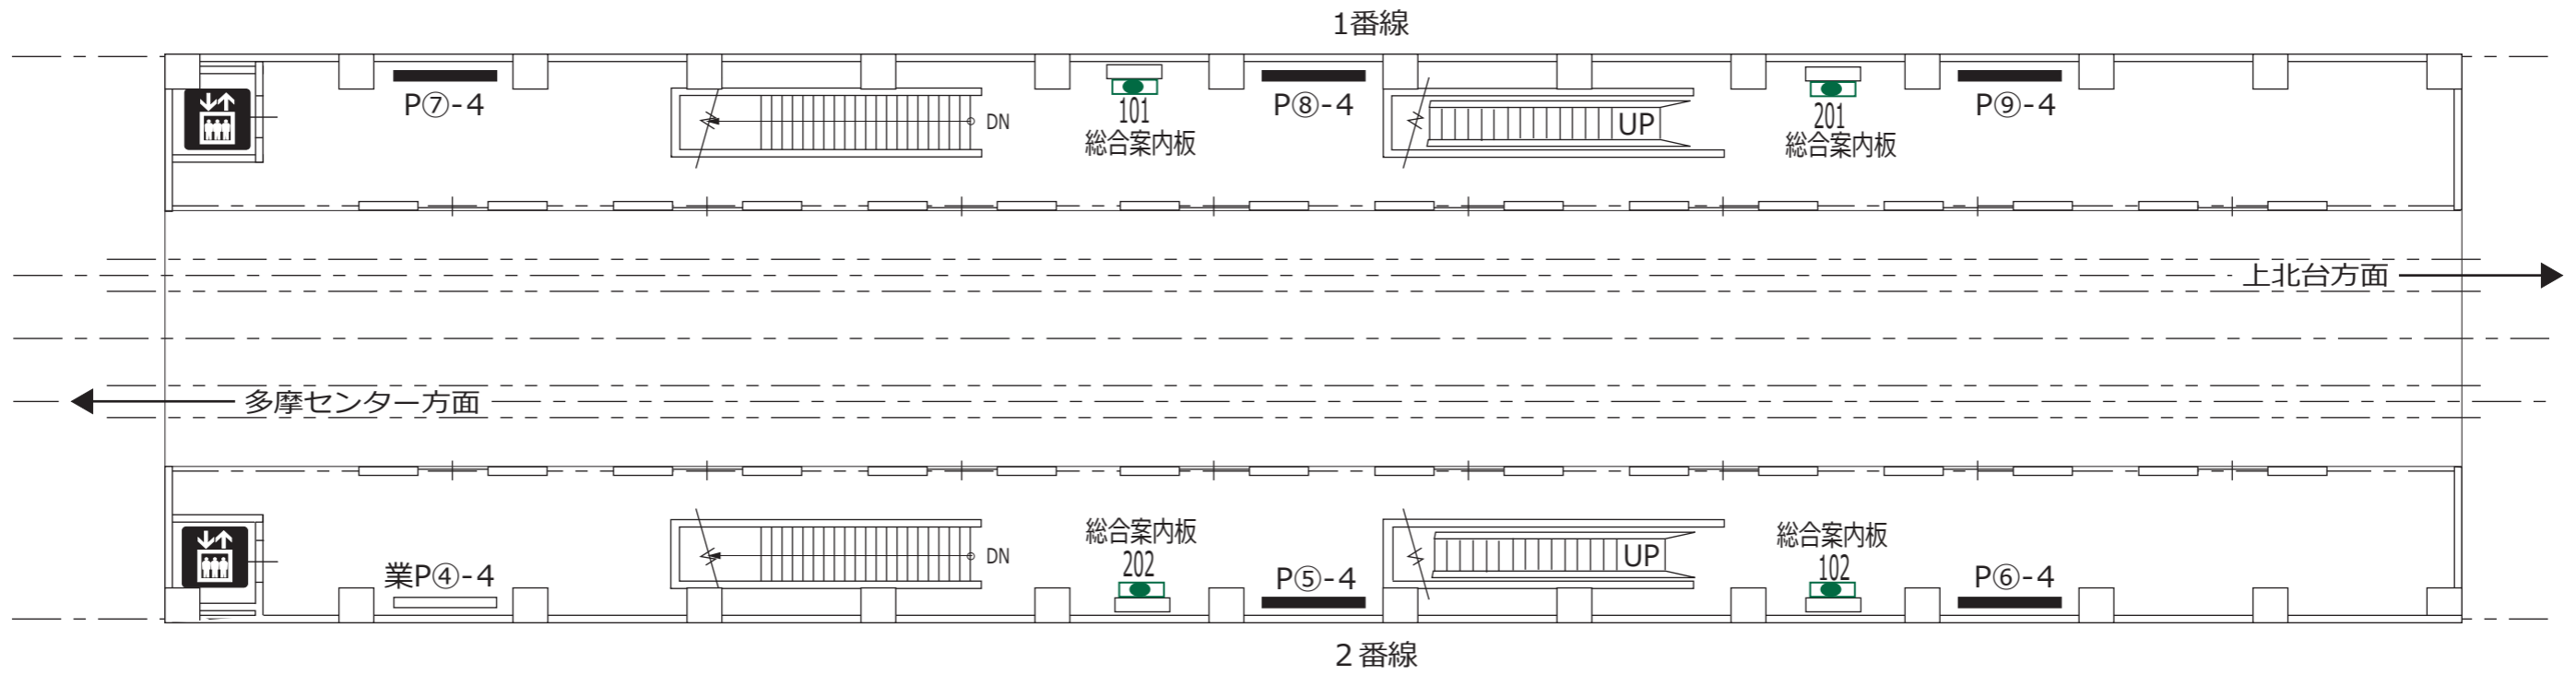 1番線
P⑦-4
DN
101
総合案内板
P⑧-4
UP
201
総合案内板
P⑨-4
上北台方面
多摩センター方面
業P④-4
DN
総合案内板
202
P⑤-4
UP
総合案内板
102
P⑥-4
2番線